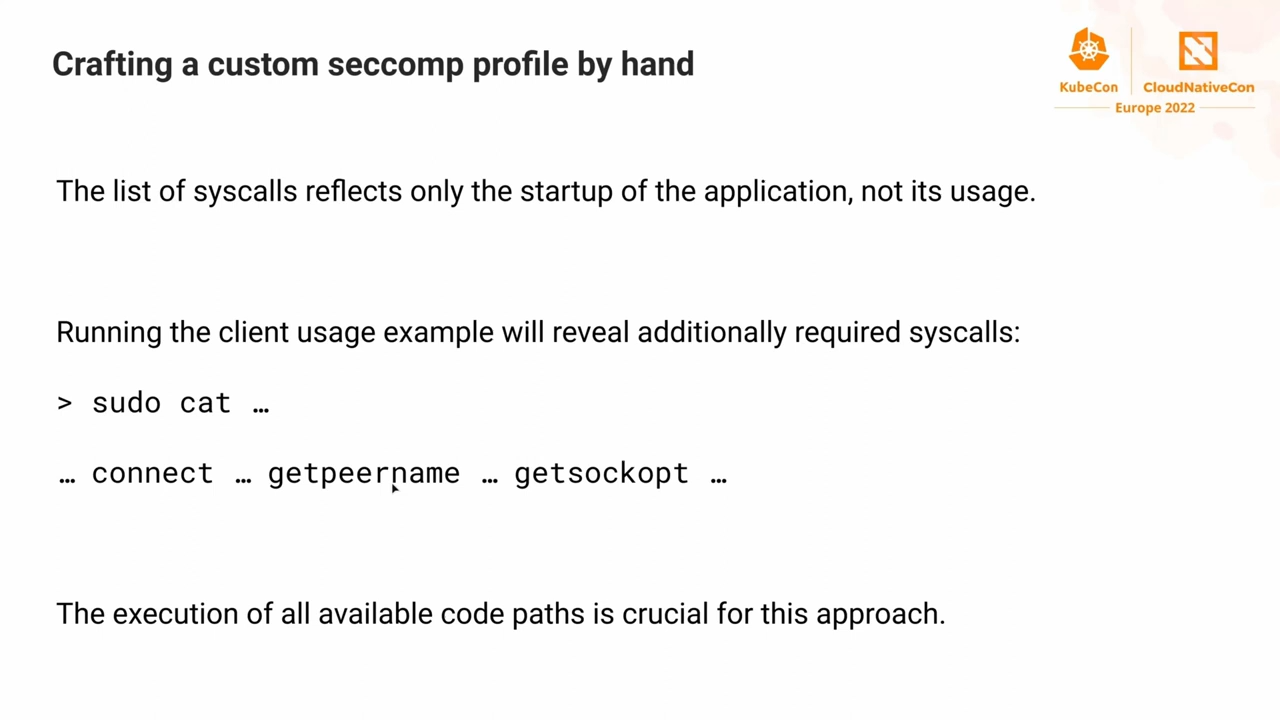 Crafting a custom seccomp profile by hand
KubeCon
CloudNativeCon
Europe 2022
The list of syscalls reflects only the startup of the application, not its usage.
Running the client usage example will reveal additionally required syscalls:
> sudo cat …
… connect … getpeername … getsockopt …
The execution of all available code paths is crucial for this approach.